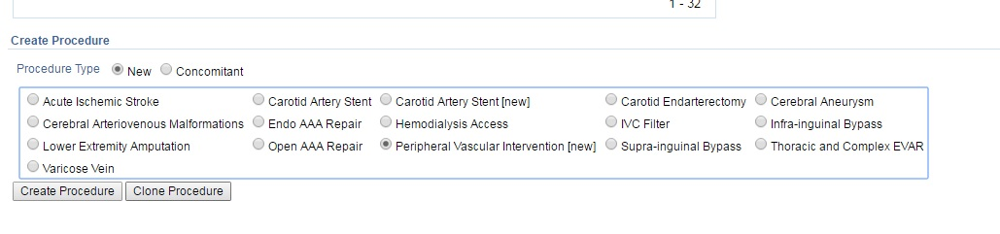 1 - 32
Create Procedure
Procedure Type New Concomitant
Acute Ischemic Stroke Carotid Artery Stent Carotid Artery Stent [new] Carotid Endarterectomy Cerebral Aneurysm
Cerebral Arteriovenous Malformations Endo AAA Repair Hemodialysis Access IVC Filter Infra-inguinal Bypass
Lower Extremity Amputation Open AAA Repair Peripheral Vascular Intervention [new] Supra-inguinal Bypass Thoracic and Complex EVAR
Varicose Vein
Create Procedure Clone Procedure